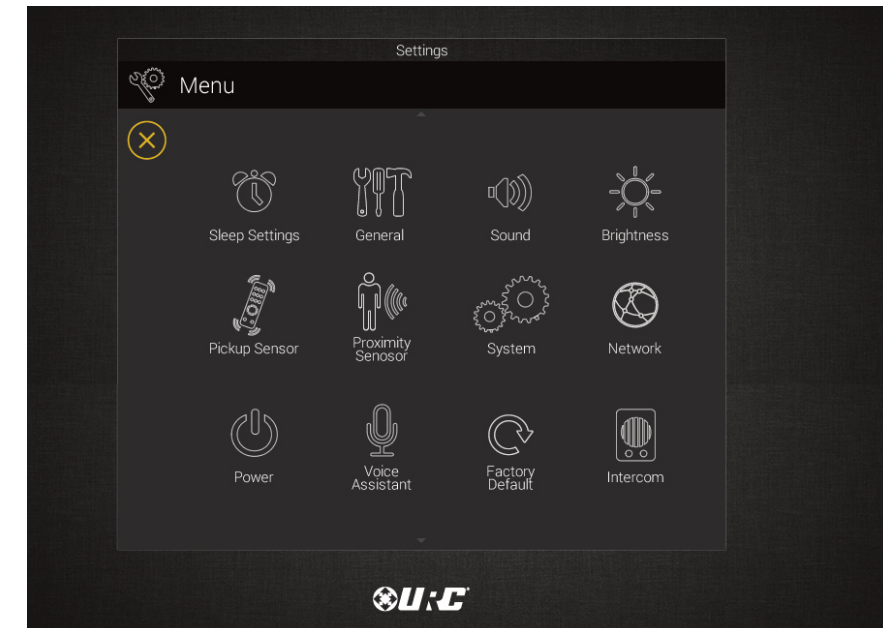 Settings
Menu
Sleep Settings
General
Sound
Brightness
Pickup Sensor
Proximity
Senosor
System
Network
Power
Voice
Assistant
Factory
Default
Intercom
URC